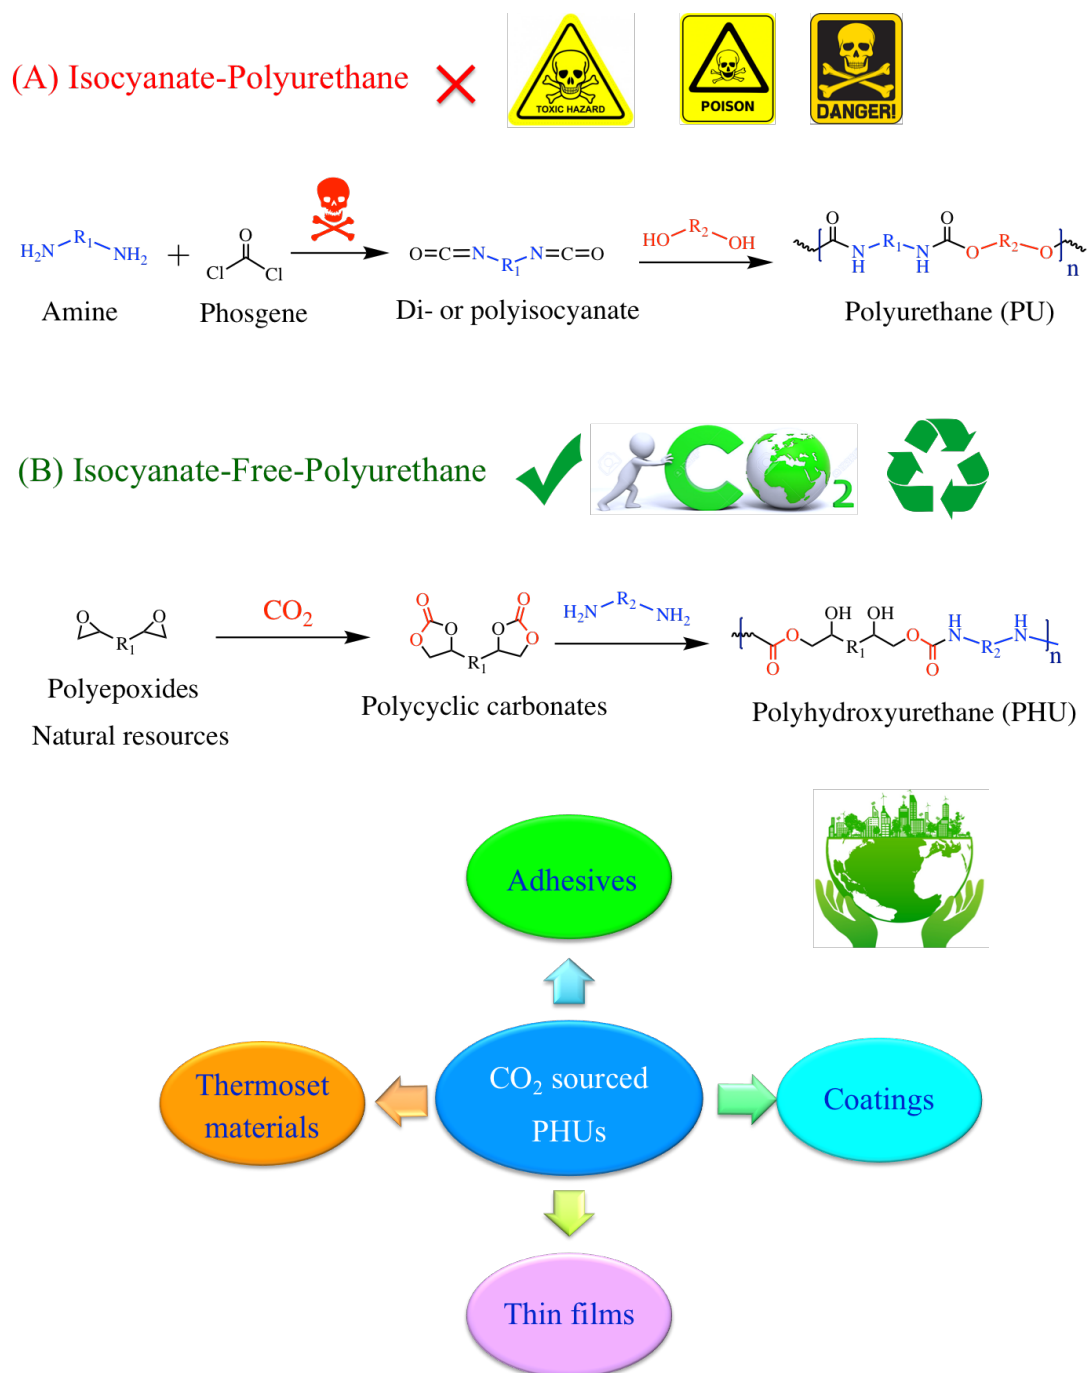 (A) Isocyanate-Polyurethane
TOXIC HAZARD
POISON
DANGER!
H₂N R₁ NH₂
+
O
Cl Cl
O=C=N R₁ N=C=O
HO R₂ OH
O N H R₁ N H O O R₂ O n
Amine
Phosgene
Di- or polyisocyanate
Polyurethane (PU)
(B) Isocyanate-Free-Polyurethane
CO₂
O R₁ O
CO₂
O O O R₁ O O O
H₂N R₂ NH₂
O O OH R₁ OH O O H N R₂ H N n
Polyepoxides
Natural resources
Polycyclic carbonates
Polyhydroxyurethane (PHU)
Adhesives
Thermoset
materials
CO₂ sourced
PHUs
Coatings
Thin films